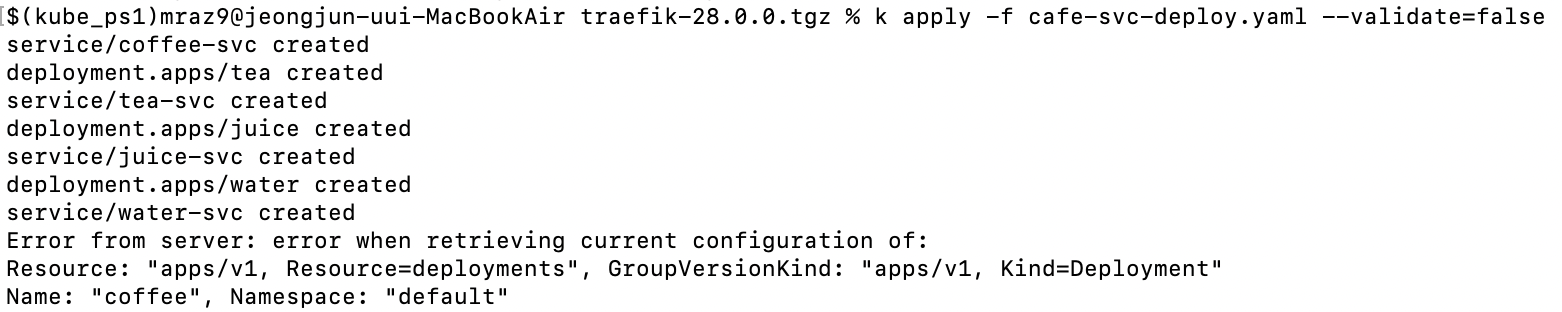 [$(kube_ps1)mraz9@jeongjun-uui-MacBookAir traefik-28.0.0.tgz % k apply -f cafe-svc-deploy.yaml --validate=false
service/coffee-svc created
deployment.apps/tea created
service/tea-svc created
deployment.apps/juice created
service/juice-svc created
deployment.apps/water created
service/water-svc created
Error from server: error when retrieving current configuration of:
Resource: "apps/v1, Resource=deployments", GroupVersionKind: "apps/v1, Kind=Deployment"
Name: "coffee", Namespace: "default"